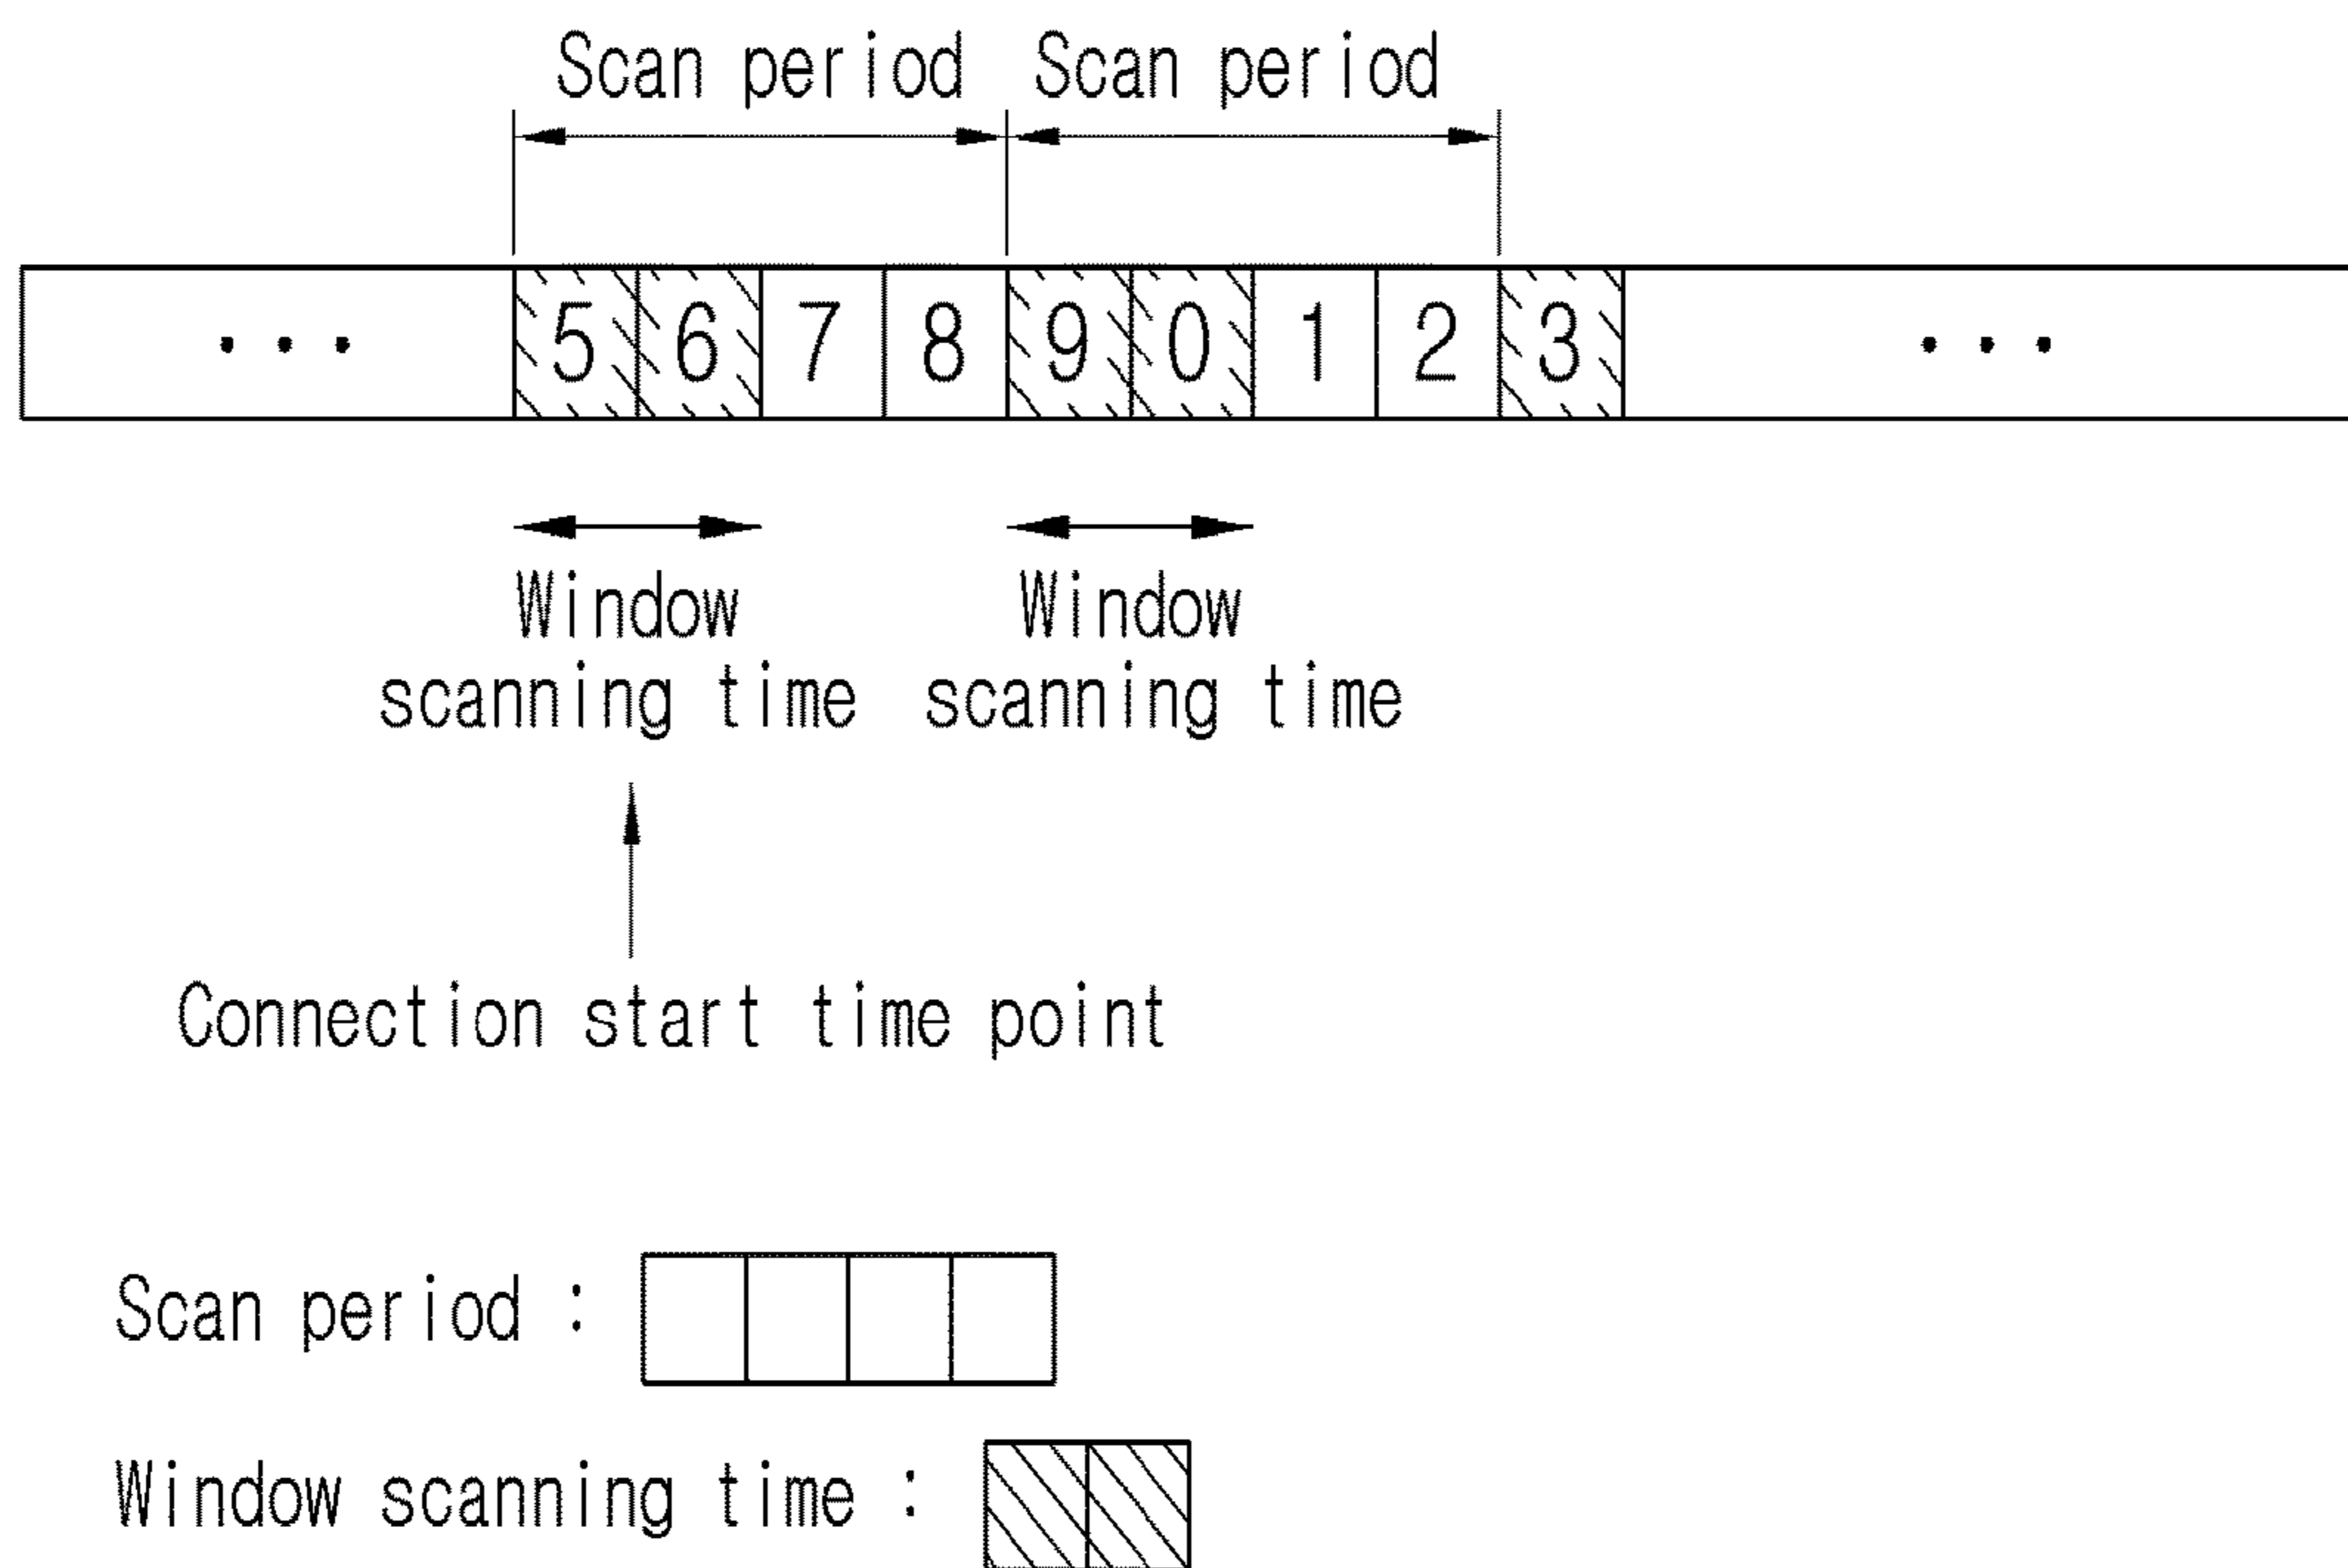 Scan period Scan period
... 5 6 7 8 9 0 1 2 3 ...
Window Window
scanning time scanning time
Connection start time point
Scan period :
Window scanning time :